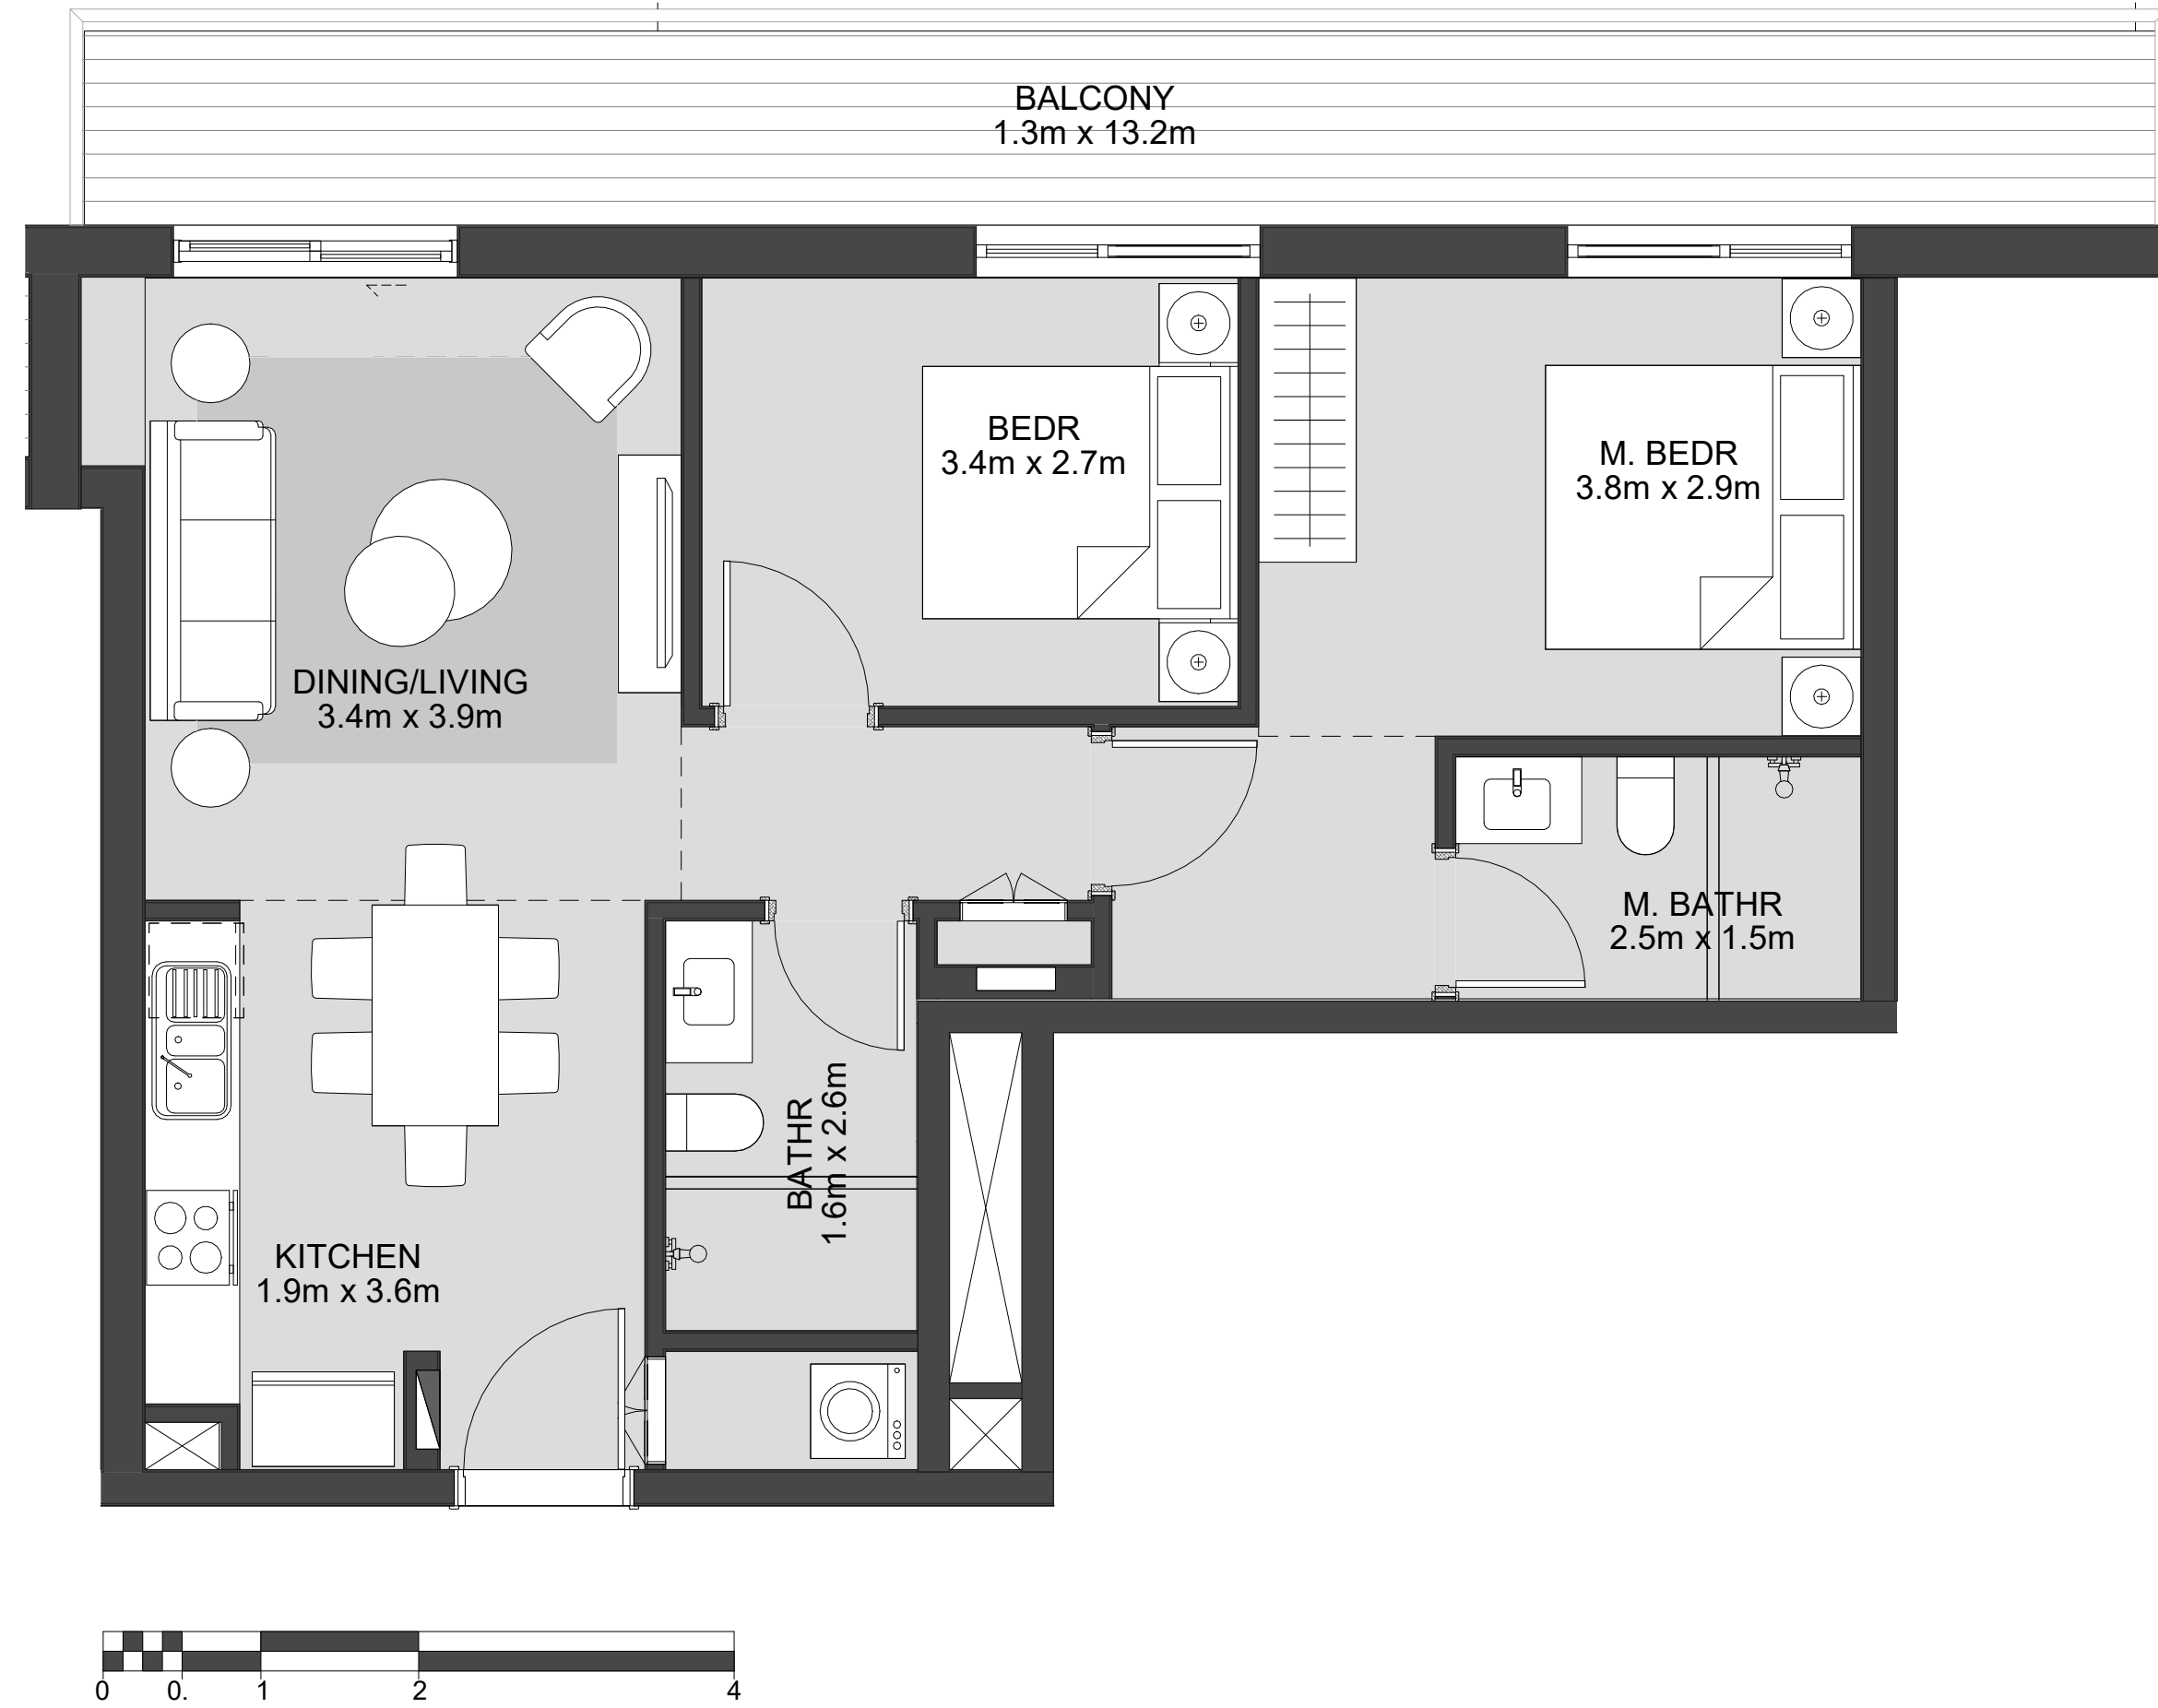 BALCONY
1.3m x 13.2m
BEDR
3.4m x 2.7m
M. BEDR
3.8m x 2.9m
DINING/LIVING
3.4m x 3.9m
M. BATHR
2.5m x 1.5m
BATHR
1.6m x 2.6m
KITCHEN
1.9m x 3.6m
0 0. 1 2 4